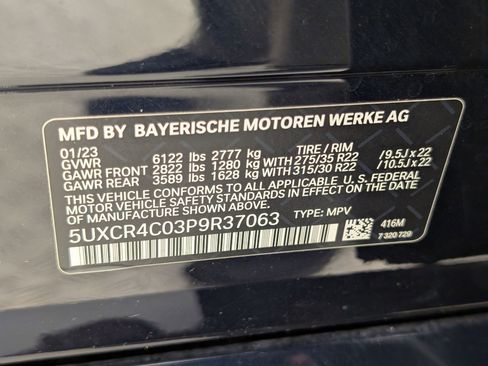 MFD BY BAYERISCHE MOTOREN WERKE AG
01/23 TIRE / RIM
GVWR 6122 lbs 2777 kg
GAWR FRONT 2822 lbs 1280 kg WITH 275/35 R22 / 9.5J x 22
GAWR REAR 3589 lbs 1628 kg WITH 315/30 R22 / 10.5J x 22
THIS VEHICLE CONFORMS TO ALL APPLICABLE U.S. FEDERAL
MOTOR VEHICLE SAFETY STANDARDS IN EFFECT ON THE DATE
OF MANUFACTURE SHOWN ABOVE.
5UXCR4C03P9R37063 TYPE: MPV
416M
7 320 729